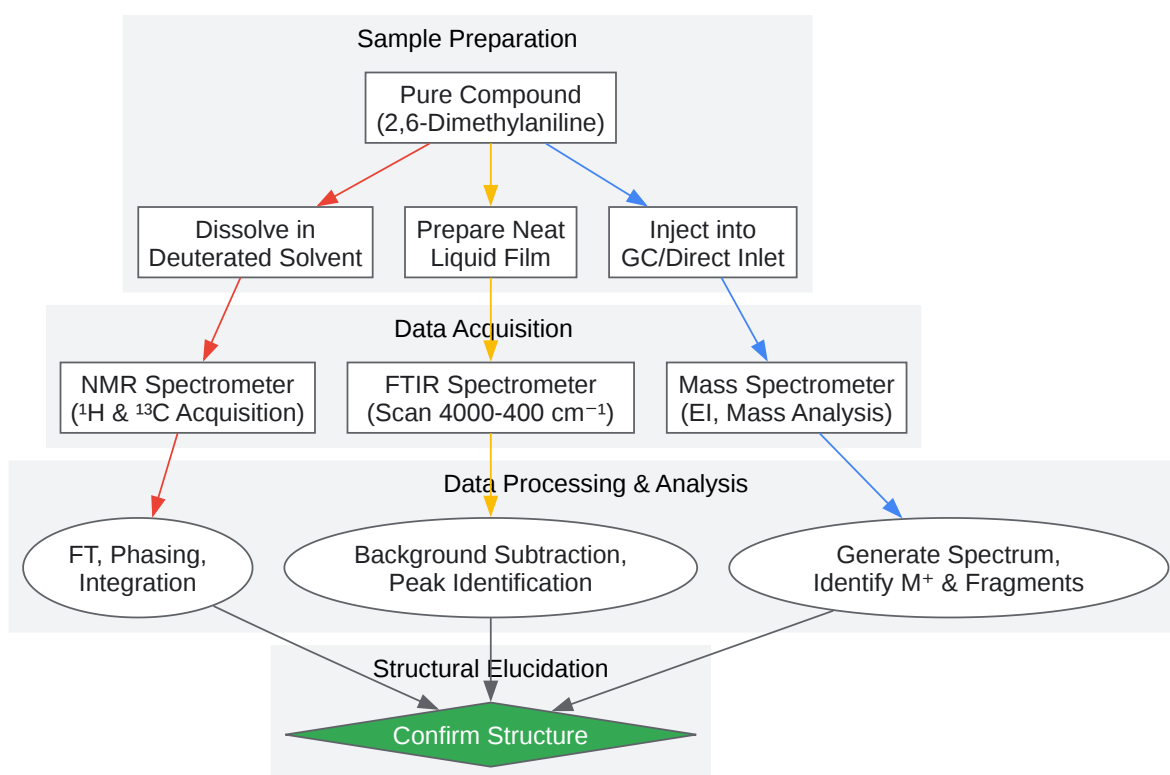 Sample Preparation
Pure Compound
(2,6-Dimethylaniline)
Dissolve in
Deuterated Solvent
Prepare Neat
Liquid Film
Inject into
GC/Direct Inlet
Data Acquisition
NMR Spectrometer
(¹H & ¹³C Acquisition)
FTIR Spectrometer
(Scan 4000-400 cm⁻¹)
Mass Spectrometer
(EI, Mass Analysis)
Data Processing & Analysis
FT, Phasing,
Integration
Background Subtraction,
Peak Identification
Generate Spectrum,
Identify M⁺ & Fragments
Structural Elucidation
Confirm Structure